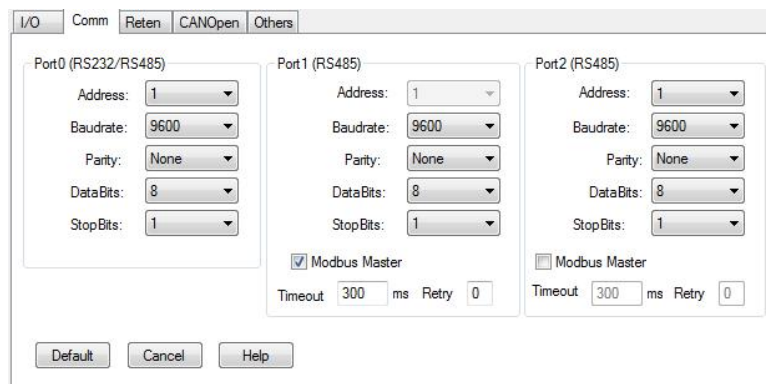 I/O Comm Reten CANOpen Others
Port0 (RS232/RS485) Port1 (RS485) Port2 (RS485)
Address: 1 Address: 1 Address: 1
Baudrate: 9600 Baudrate: 9600 Baudrate: 9600
Parity: None Parity: None Parity: None
DataBits: 8 DataBits: 8 DataBits: 8
StopBits: 1 StopBits: 1 StopBits: 1
Modbus Master Modbus Master
Timeout 300 ms Retry 0 Timeout 300 ms Retry 0
Default Cancel Help